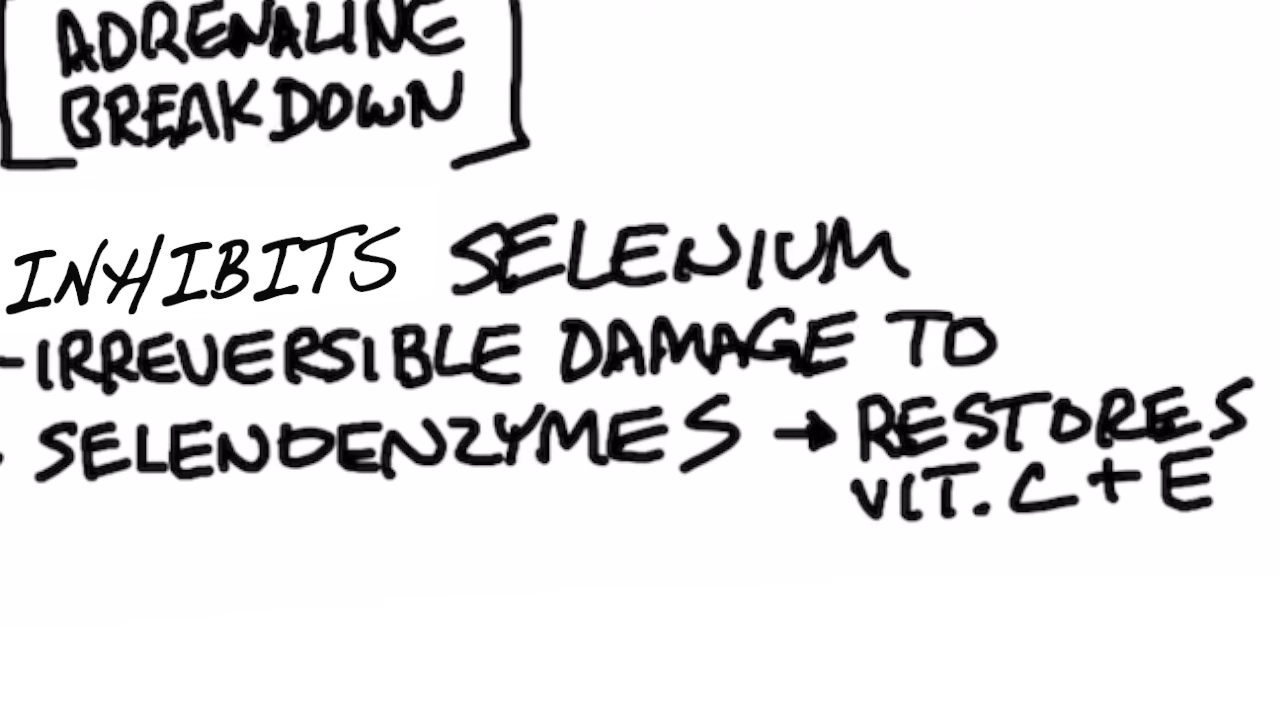 ADRENALINE
BREAKDOWN
INHIBITS SELENIUM
-IRREVERSIBLE DAMAGE TO
SELENOENZYMES → RESTORES
VIT. C + E